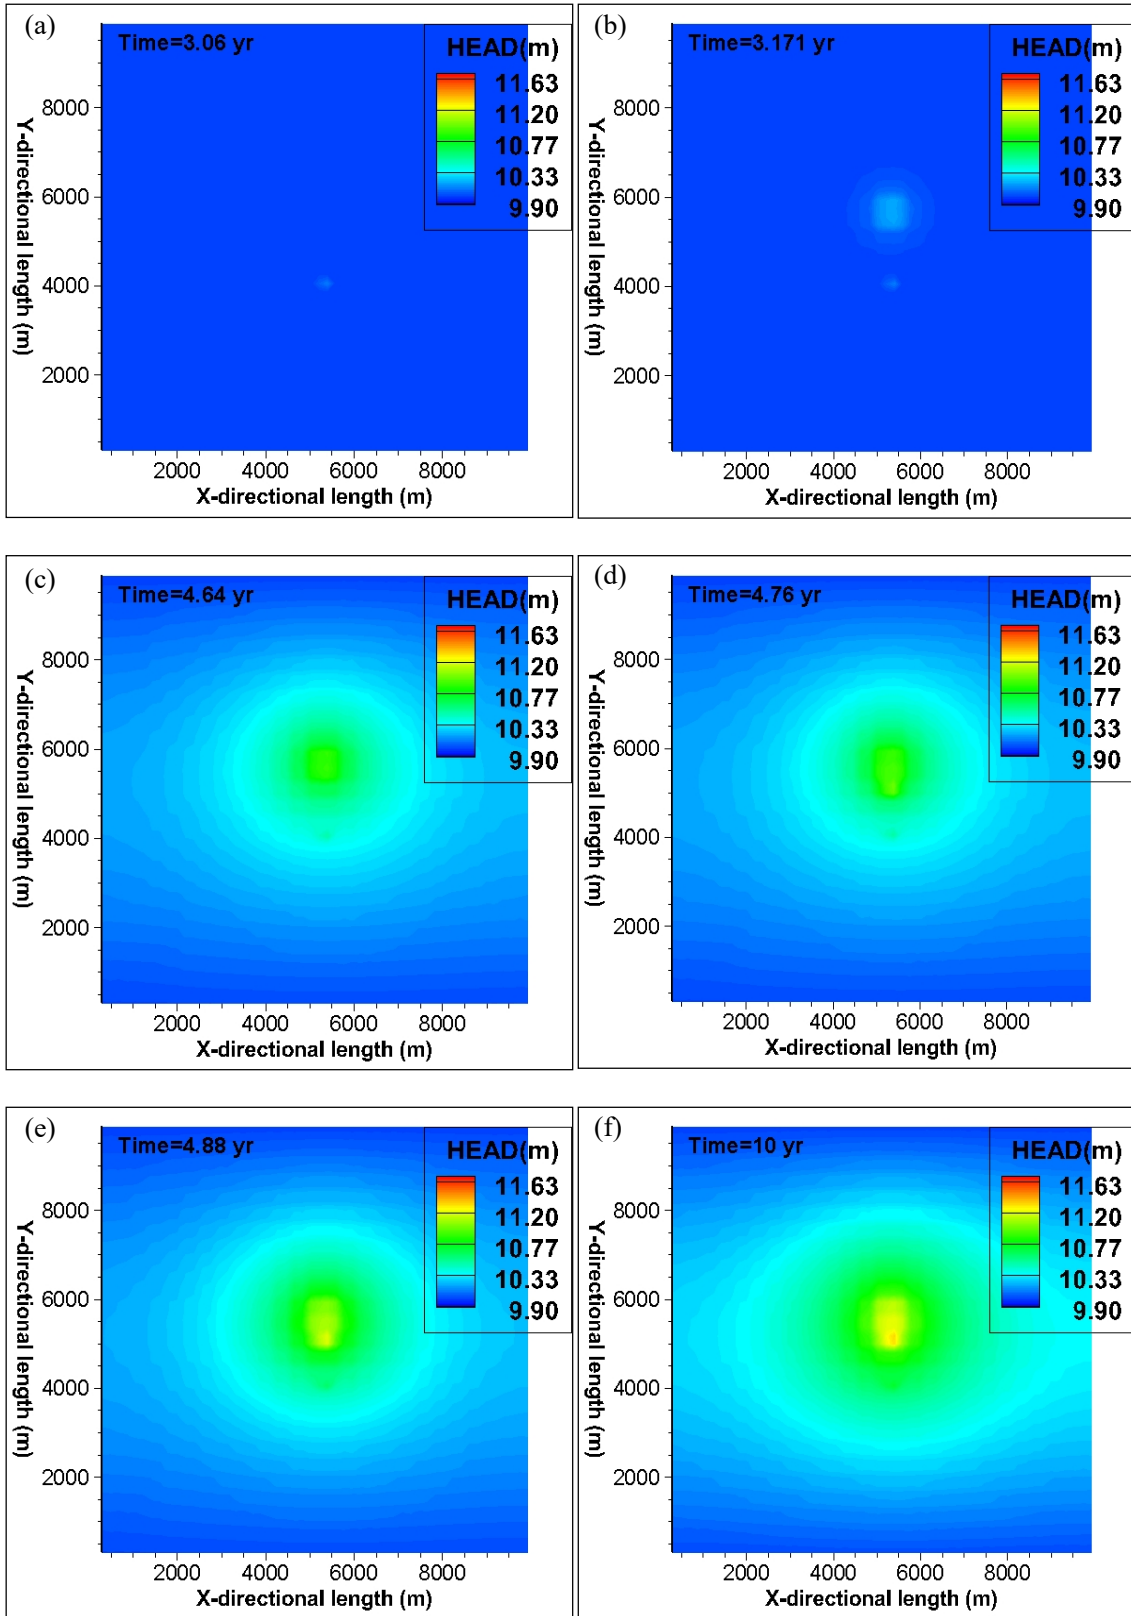 (a)
Time=3.06 yr
HEAD(m)
11.63
11.20
10.77
10.33
9.90
8000
6000
4000
2000
Y-directional length (m)
2000 4000 6000 8000
X-directional length (m)
(b)
Time=3.171 yr
HEAD(m)
11.63
11.20
10.77
10.33
9.90
8000
6000
4000
2000
Y-directional length (m)
2000 4000 6000 8000
X-directional length (m)
(c)
Time=4.64 yr
HEAD(m)
11.63
11.20
10.77
10.33
9.90
8000
6000
4000
2000
Y-directional length (m)
2000 4000 6000 8000
X-directional length (m)
(d)
Time=4.76 yr
HEAD(m)
11.63
11.20
10.77
10.33
9.90
8000
6000
4000
2000
Y-directional length (m)
2000 4000 6000 8000
X-directional length (m)
(e)
Time=4.88 yr
HEAD(m)
11.63
11.20
10.77
10.33
9.90
8000
6000
4000
2000
Y-directional length (m)
2000 4000 6000 8000
X-directional length (m)
(f)
Time=10 yr
HEAD(m)
11.63
11.20
10.77
10.33
9.90
8000
6000
4000
2000
Y-directional length (m)
2000 4000 6000 8000
X-directional length (m)